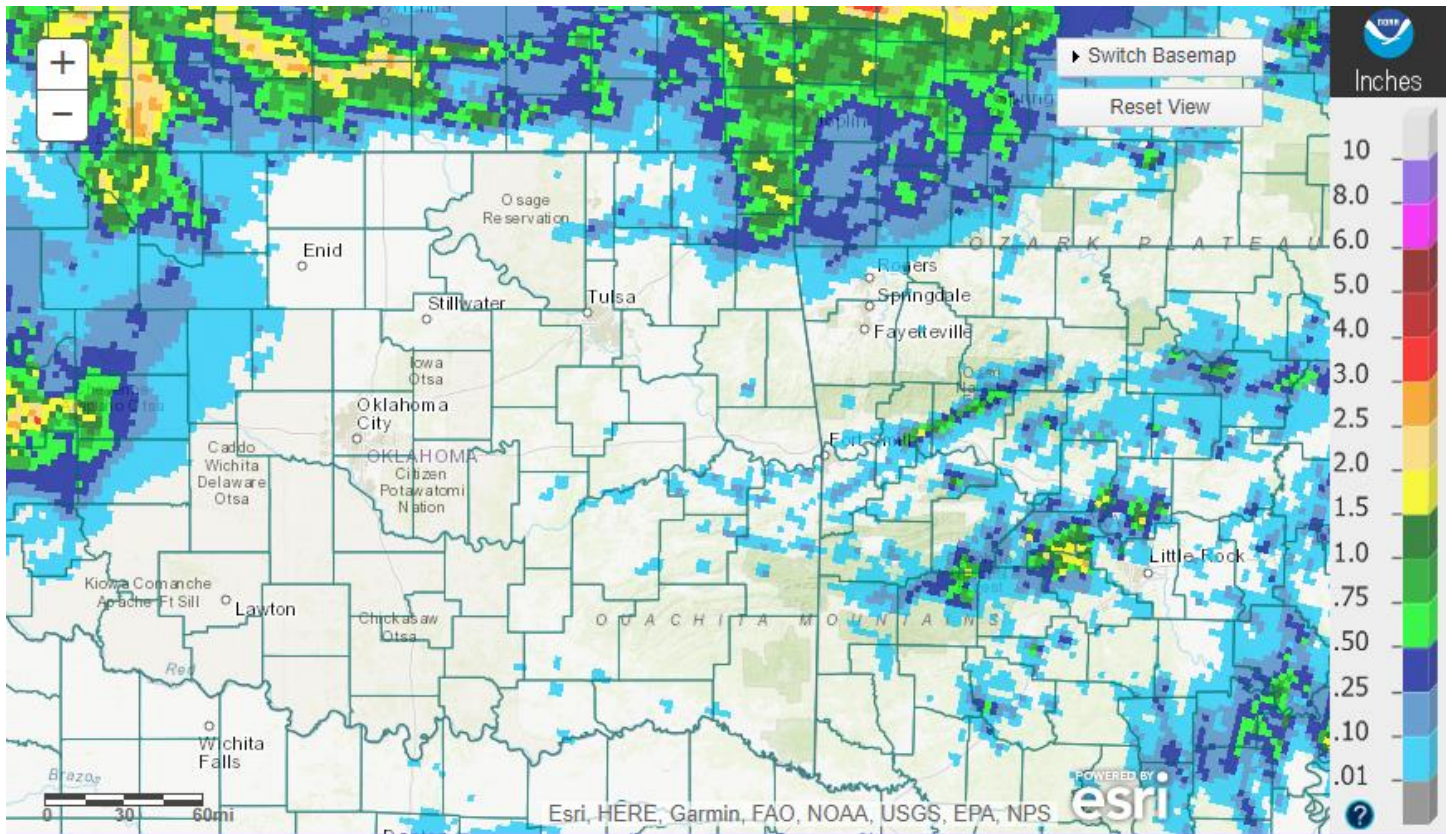 +
−
Switch Basemap
Reset View
NOAA
Inches
10
8.0
6.0
5.0
4.0
3.0
2.5
2.0
1.5
1.0
.75
.50
.25
.10
.01
Joplin
Osage
Reservation
Enid
OZARK PLATEAU
Rogers
Springdale
Fayetteville
Stillwater
Tulsa
Iowa
Otsa
Oklahoma
City
OKLAHOMA
Citizen
Potawatomi
Nation
Caddo
Wichita
Delaware
Otsa
Fort Smith
Little Rock
Kiowa Comanche
Apache Ft Sill
Lawton
Chickasaw
Otsa
OUACHITA MOUNTAINS
Red
Wichita
Falls
Brazos
0 30 60mi
Esri, HERE, Garmin, FAO, NOAA, USGS, EPA, NPS
POWERED BY
esri
?